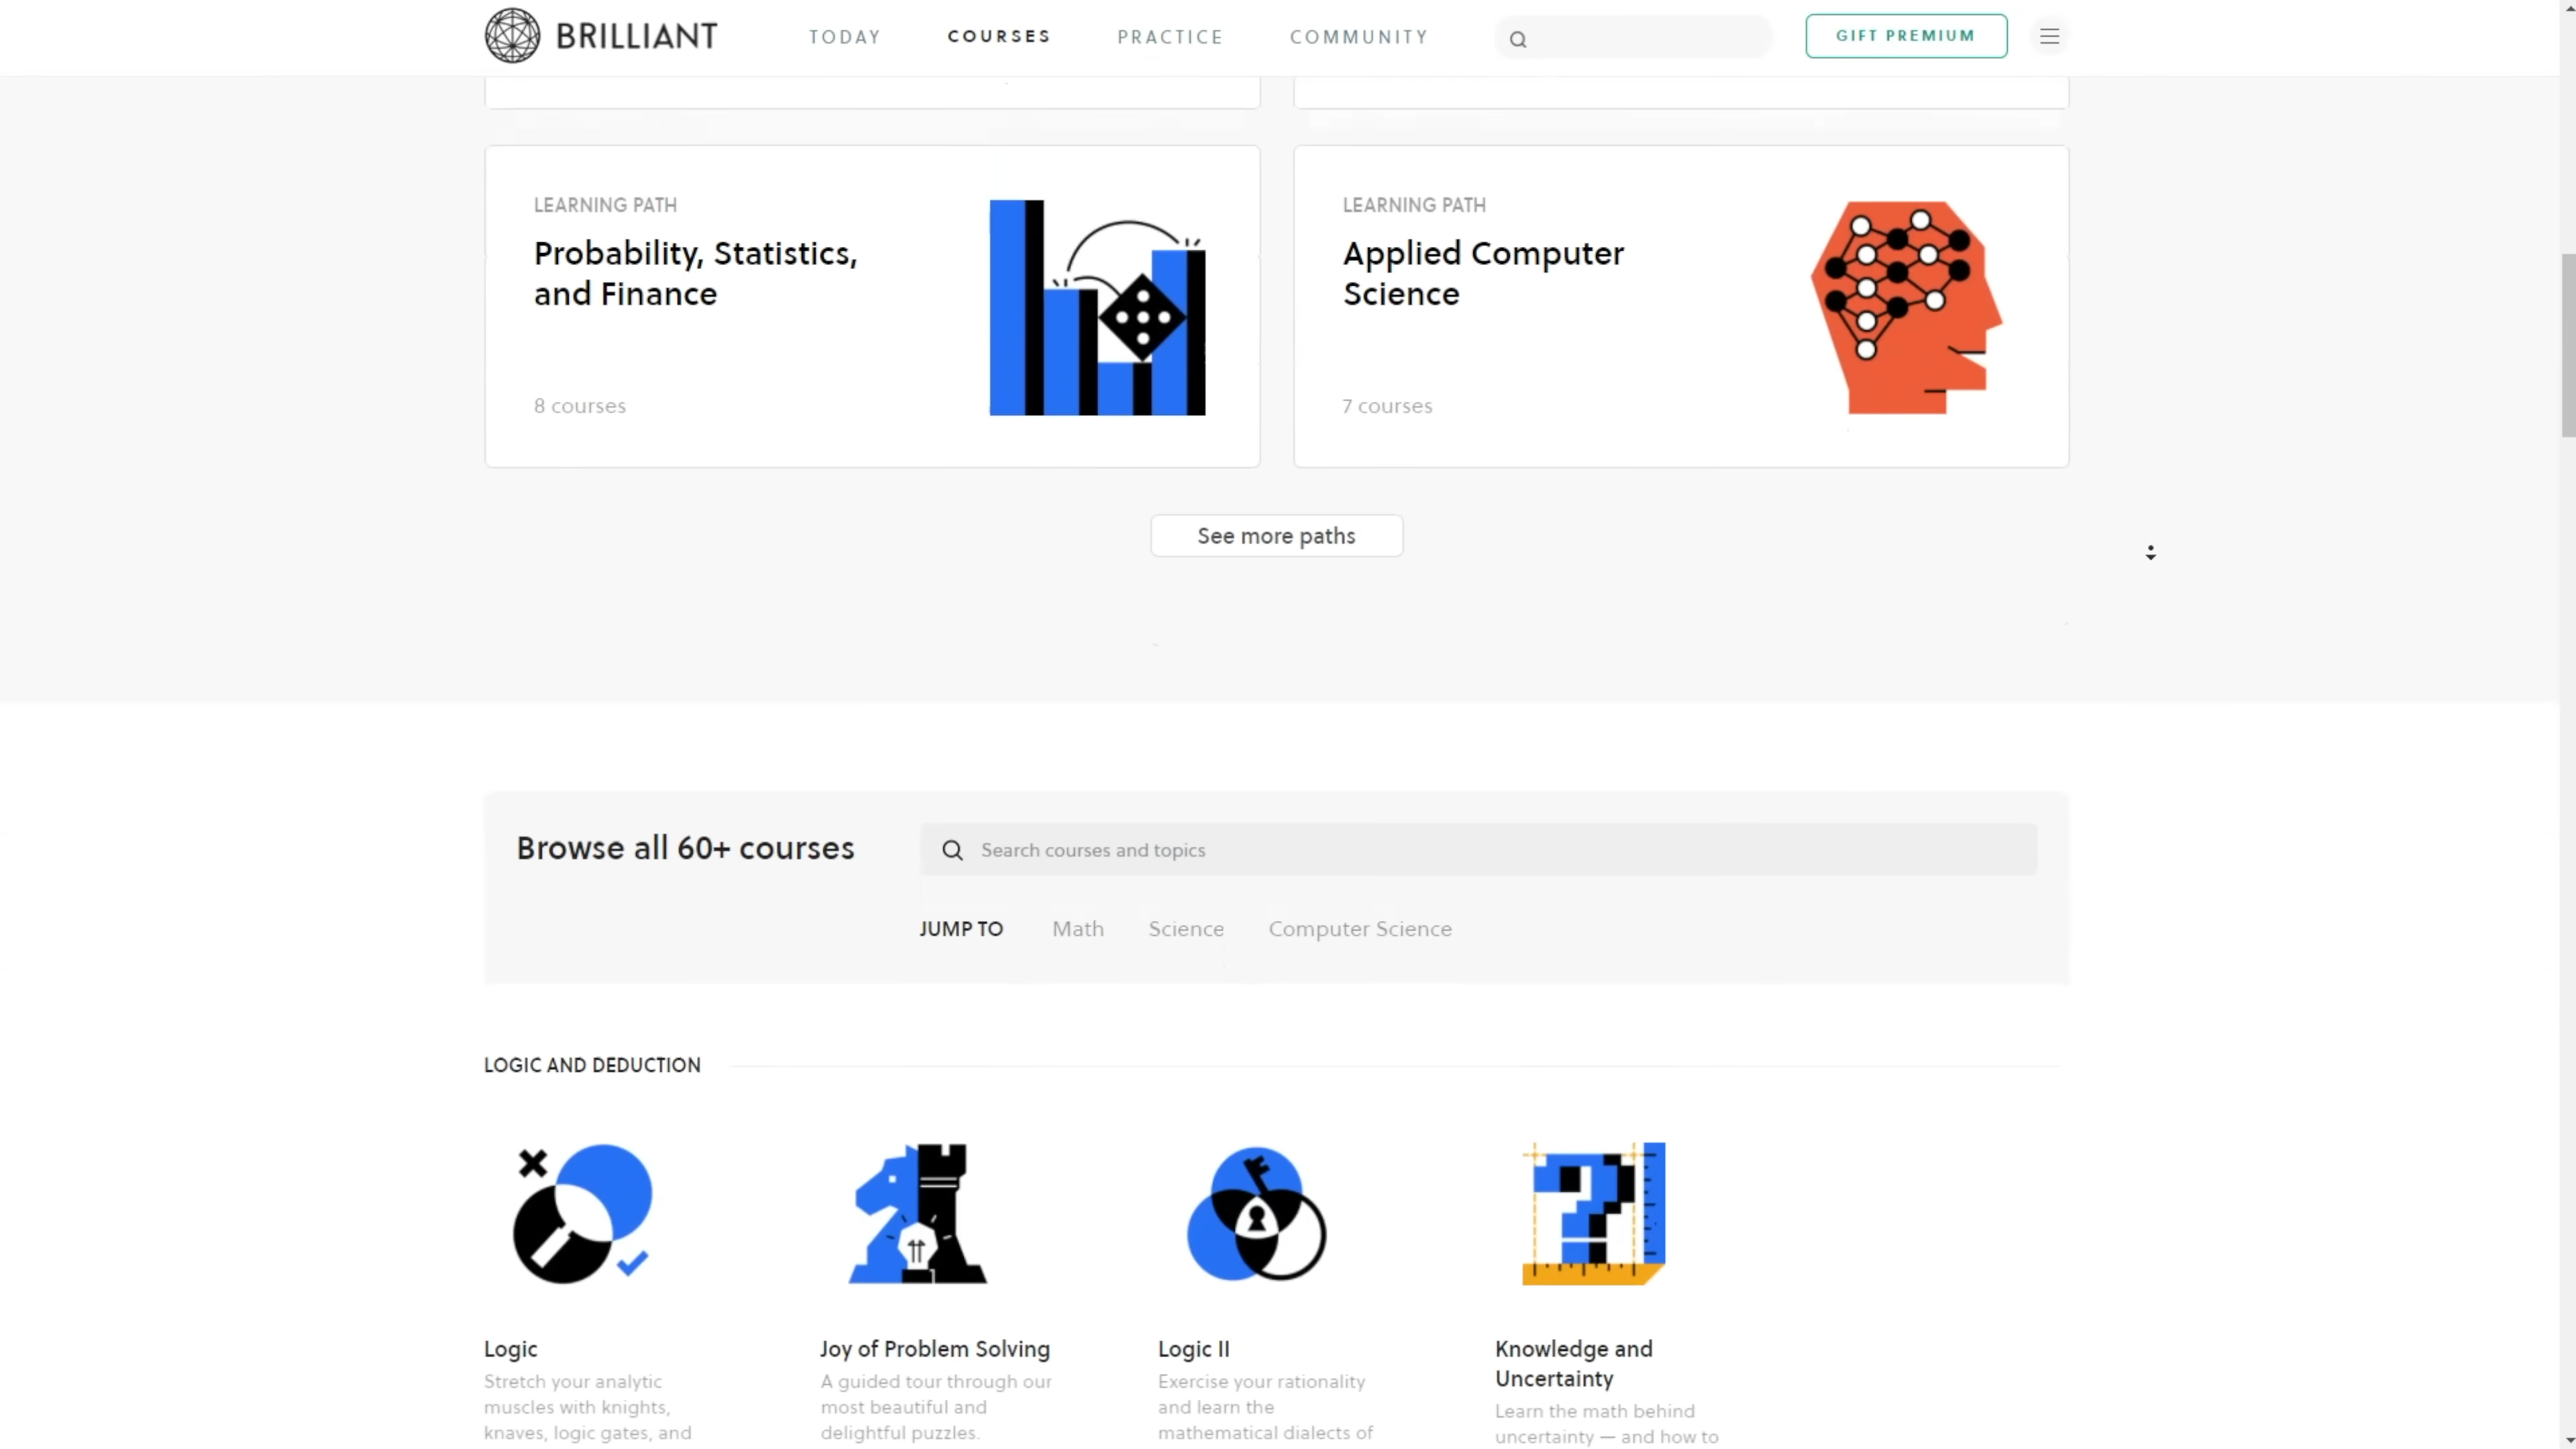 BRILLIANT
TODAY
COURSES
PRACTICE
COMMUNITY
GIFT PREMIUM
LEARNING PATH
Probability, Statistics,
and Finance
8 courses
LEARNING PATH
Applied Computer
Science
7 courses
See more paths
Browse all 60+ courses
Search courses and topics
JUMP TO
Math
Science
Computer Science
LOGIC AND DEDUCTION
Logic
Stretch your analytic
muscles with knights,
knaves, logic gates, and
Joy of Problem Solving
A guided tour through our
most beautiful and
delightful puzzles.
Logic II
Exercise your rationality
and learn the
mathematical dialects of
Knowledge and
Uncertainty
Learn the math behind
uncertainty — and how to